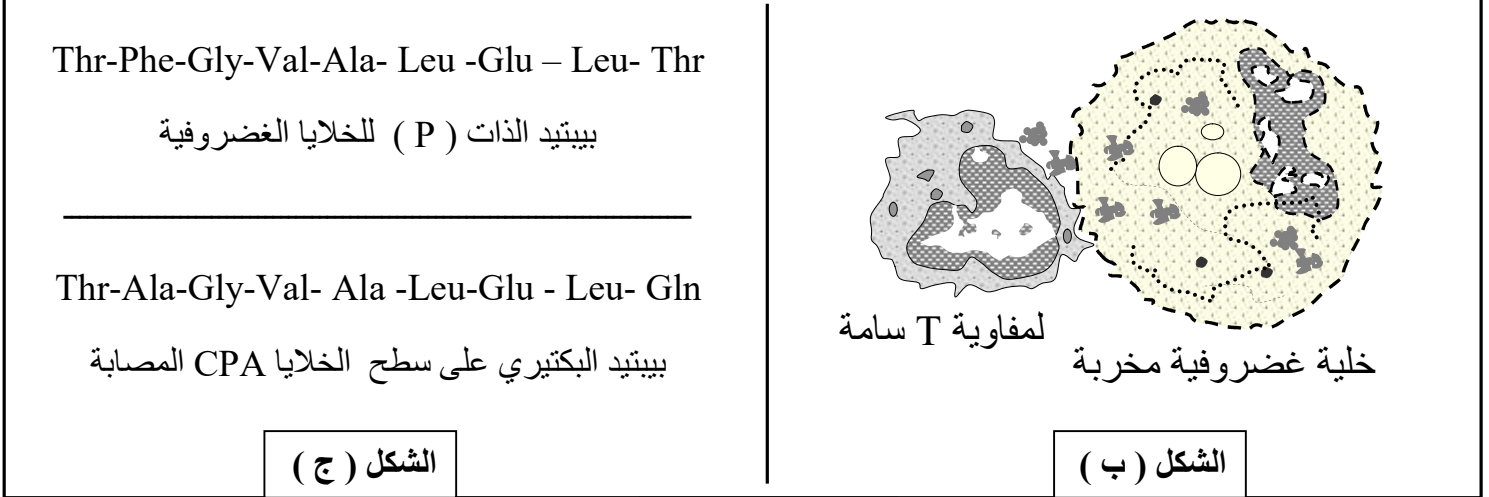 Thr-Phe-Gly-Val-Ala- Leu -Glu – Leu- Thr
بيبتيد الذات ( P ) للخلايا الغضروفية
Thr-Ala-Gly-Val- Ala -Leu-Glu - Leu- Gln
بيبتيد البكتيري على سطح الخلايا CPA المصابة
الشكل ( ج )
لمفاوية T سامة
خلية غضروفية مخربة
الشكل ( ب )